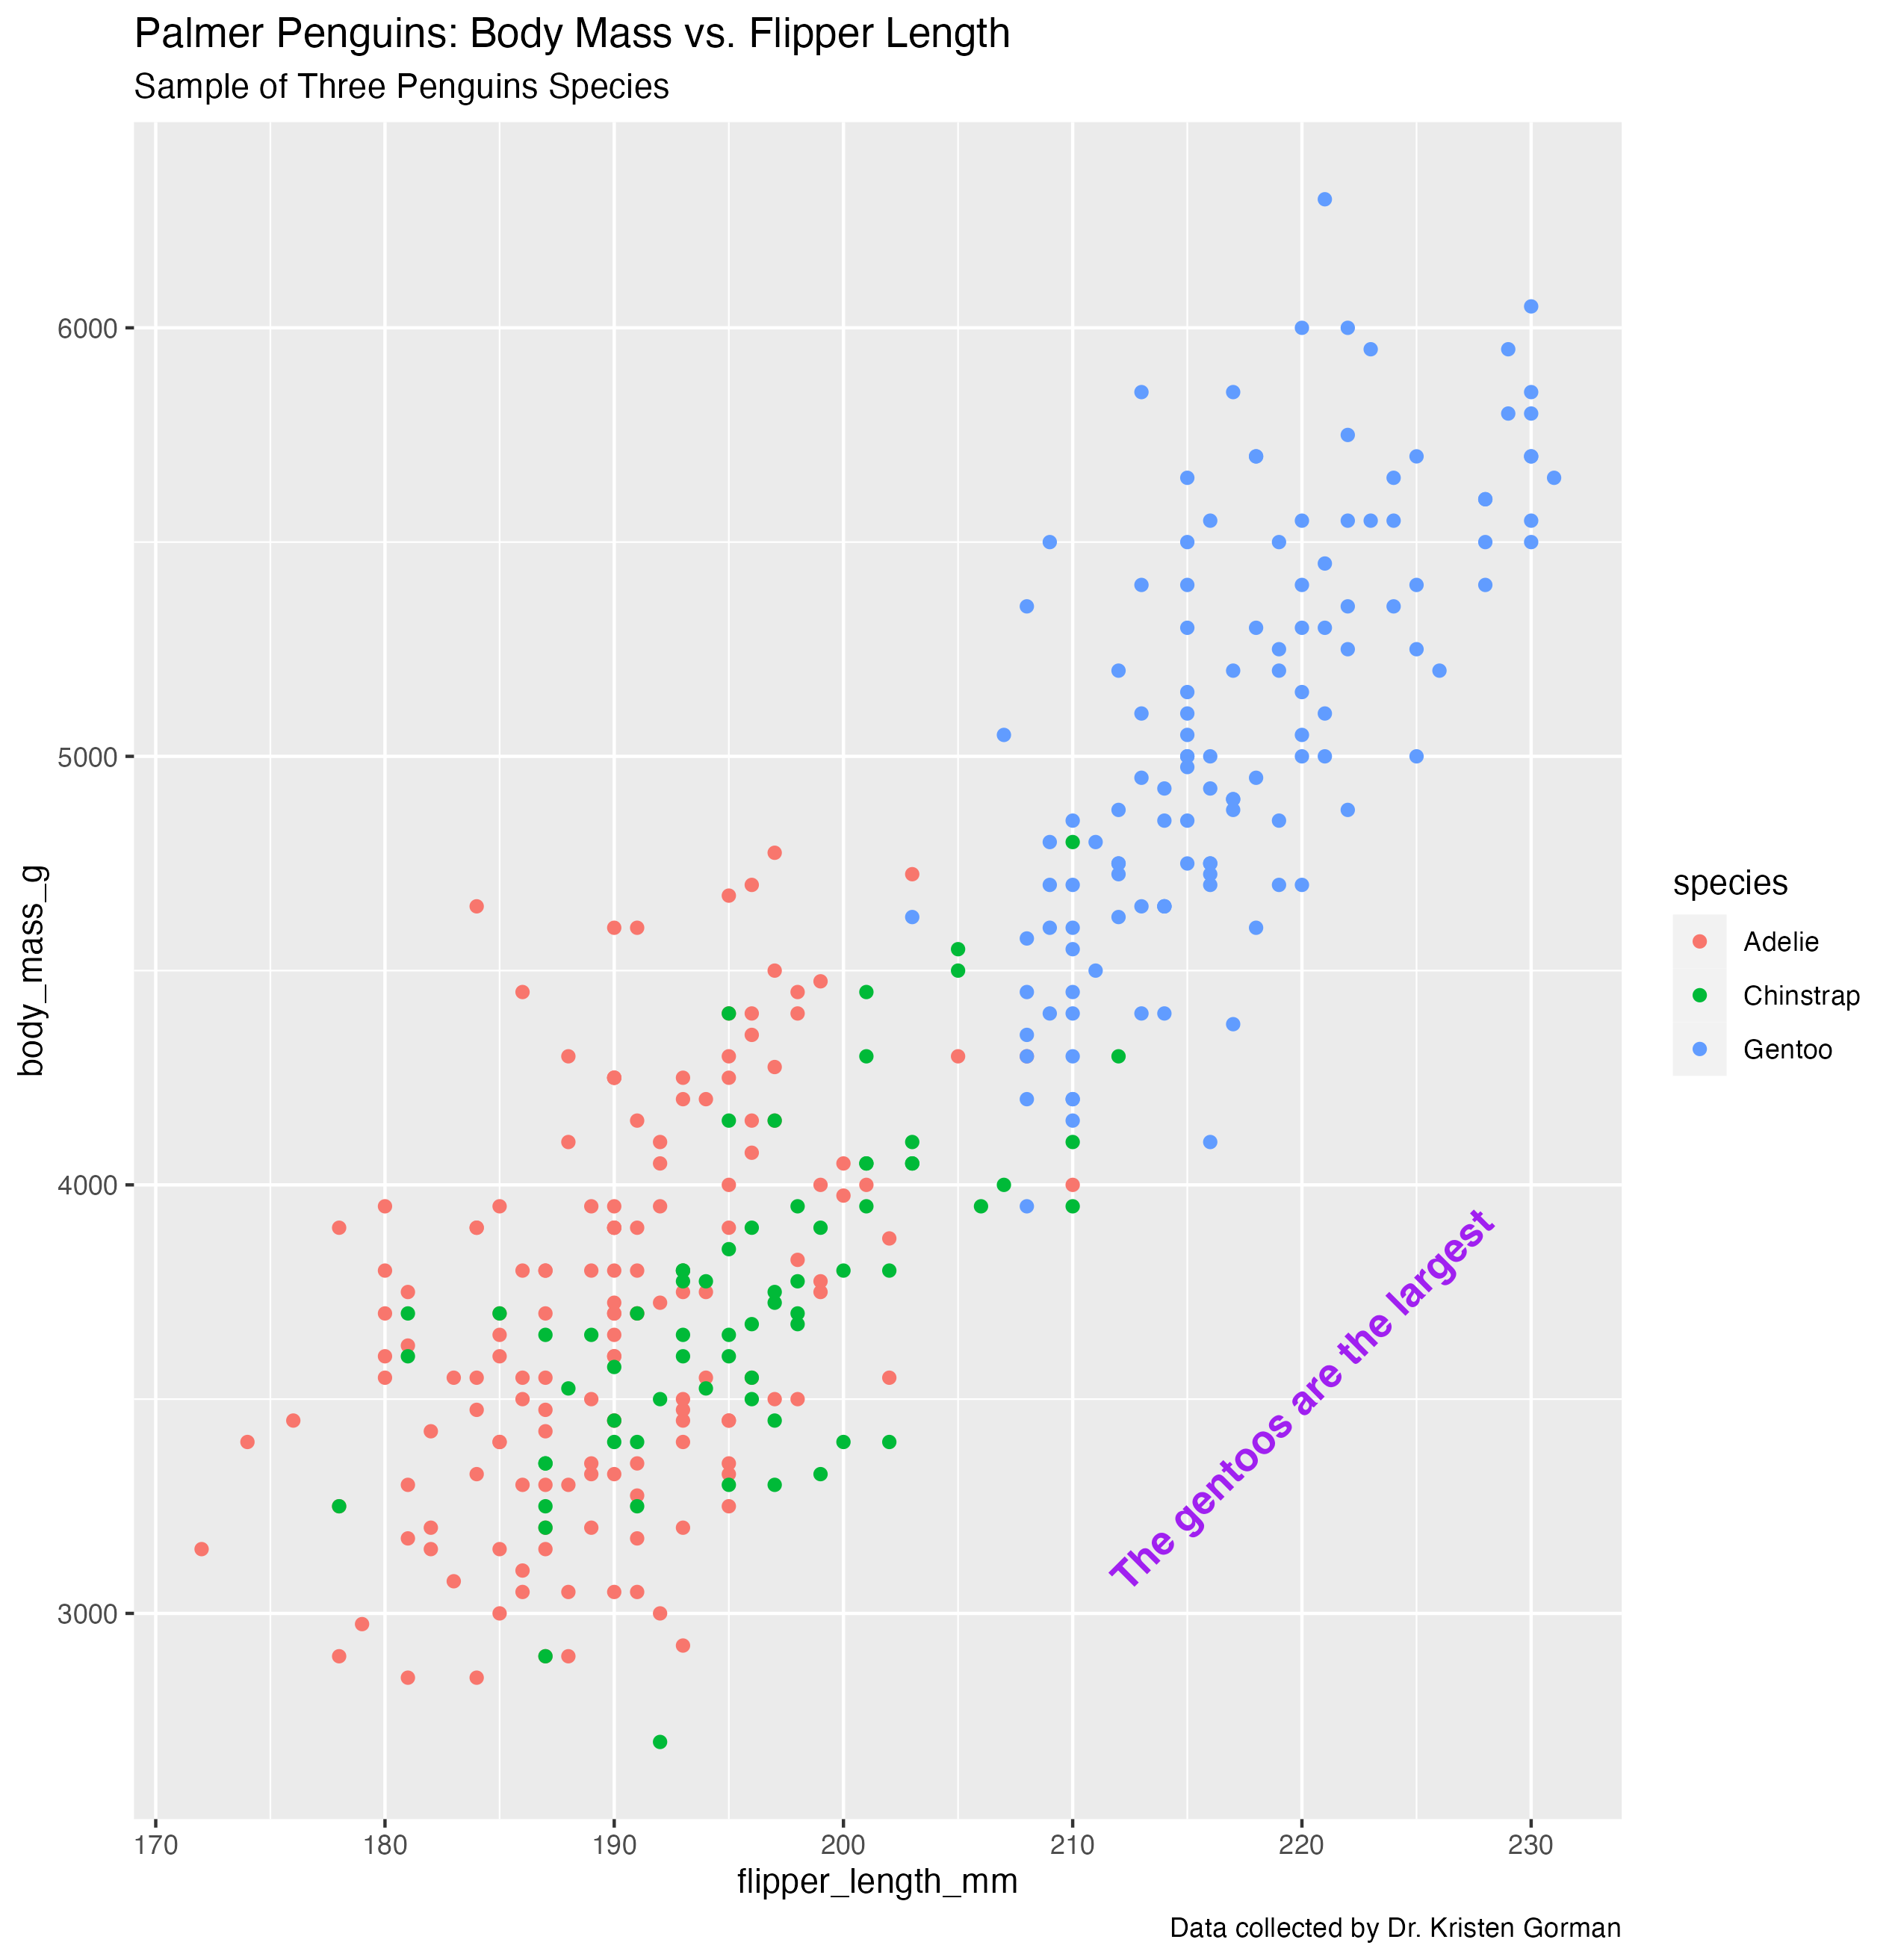 Palmer Penguins: Body Mass vs. Flipper Length
Sample of Three Penguins Species
body_mass_g
6000
5000
4000
3000
The gentoos are the largest
species
Adelie
Chinstrap
Gentoo
170 180 190 200 210 220 230
flipper_length_mm
Data collected by Dr. Kristen Gorman